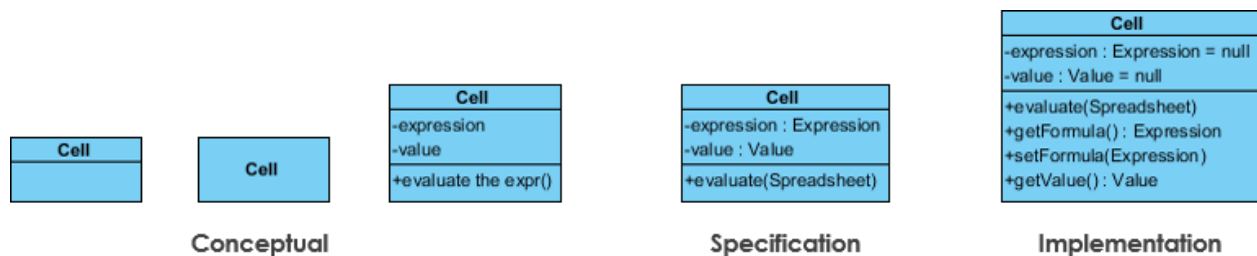 Cell
Cell
Cell
-expression
-value
+evaluate the expr()
Conceptual
Cell
-expression : Expression
-value : Value
+evaluate(Spreadsheet)
Specification
Cell
-expression : Expression = null
-value : Value = null
+evaluate(Spreadsheet)
+getFormula() : Expression
+setFormula(Expression)
+getValue() : Value
Implementation